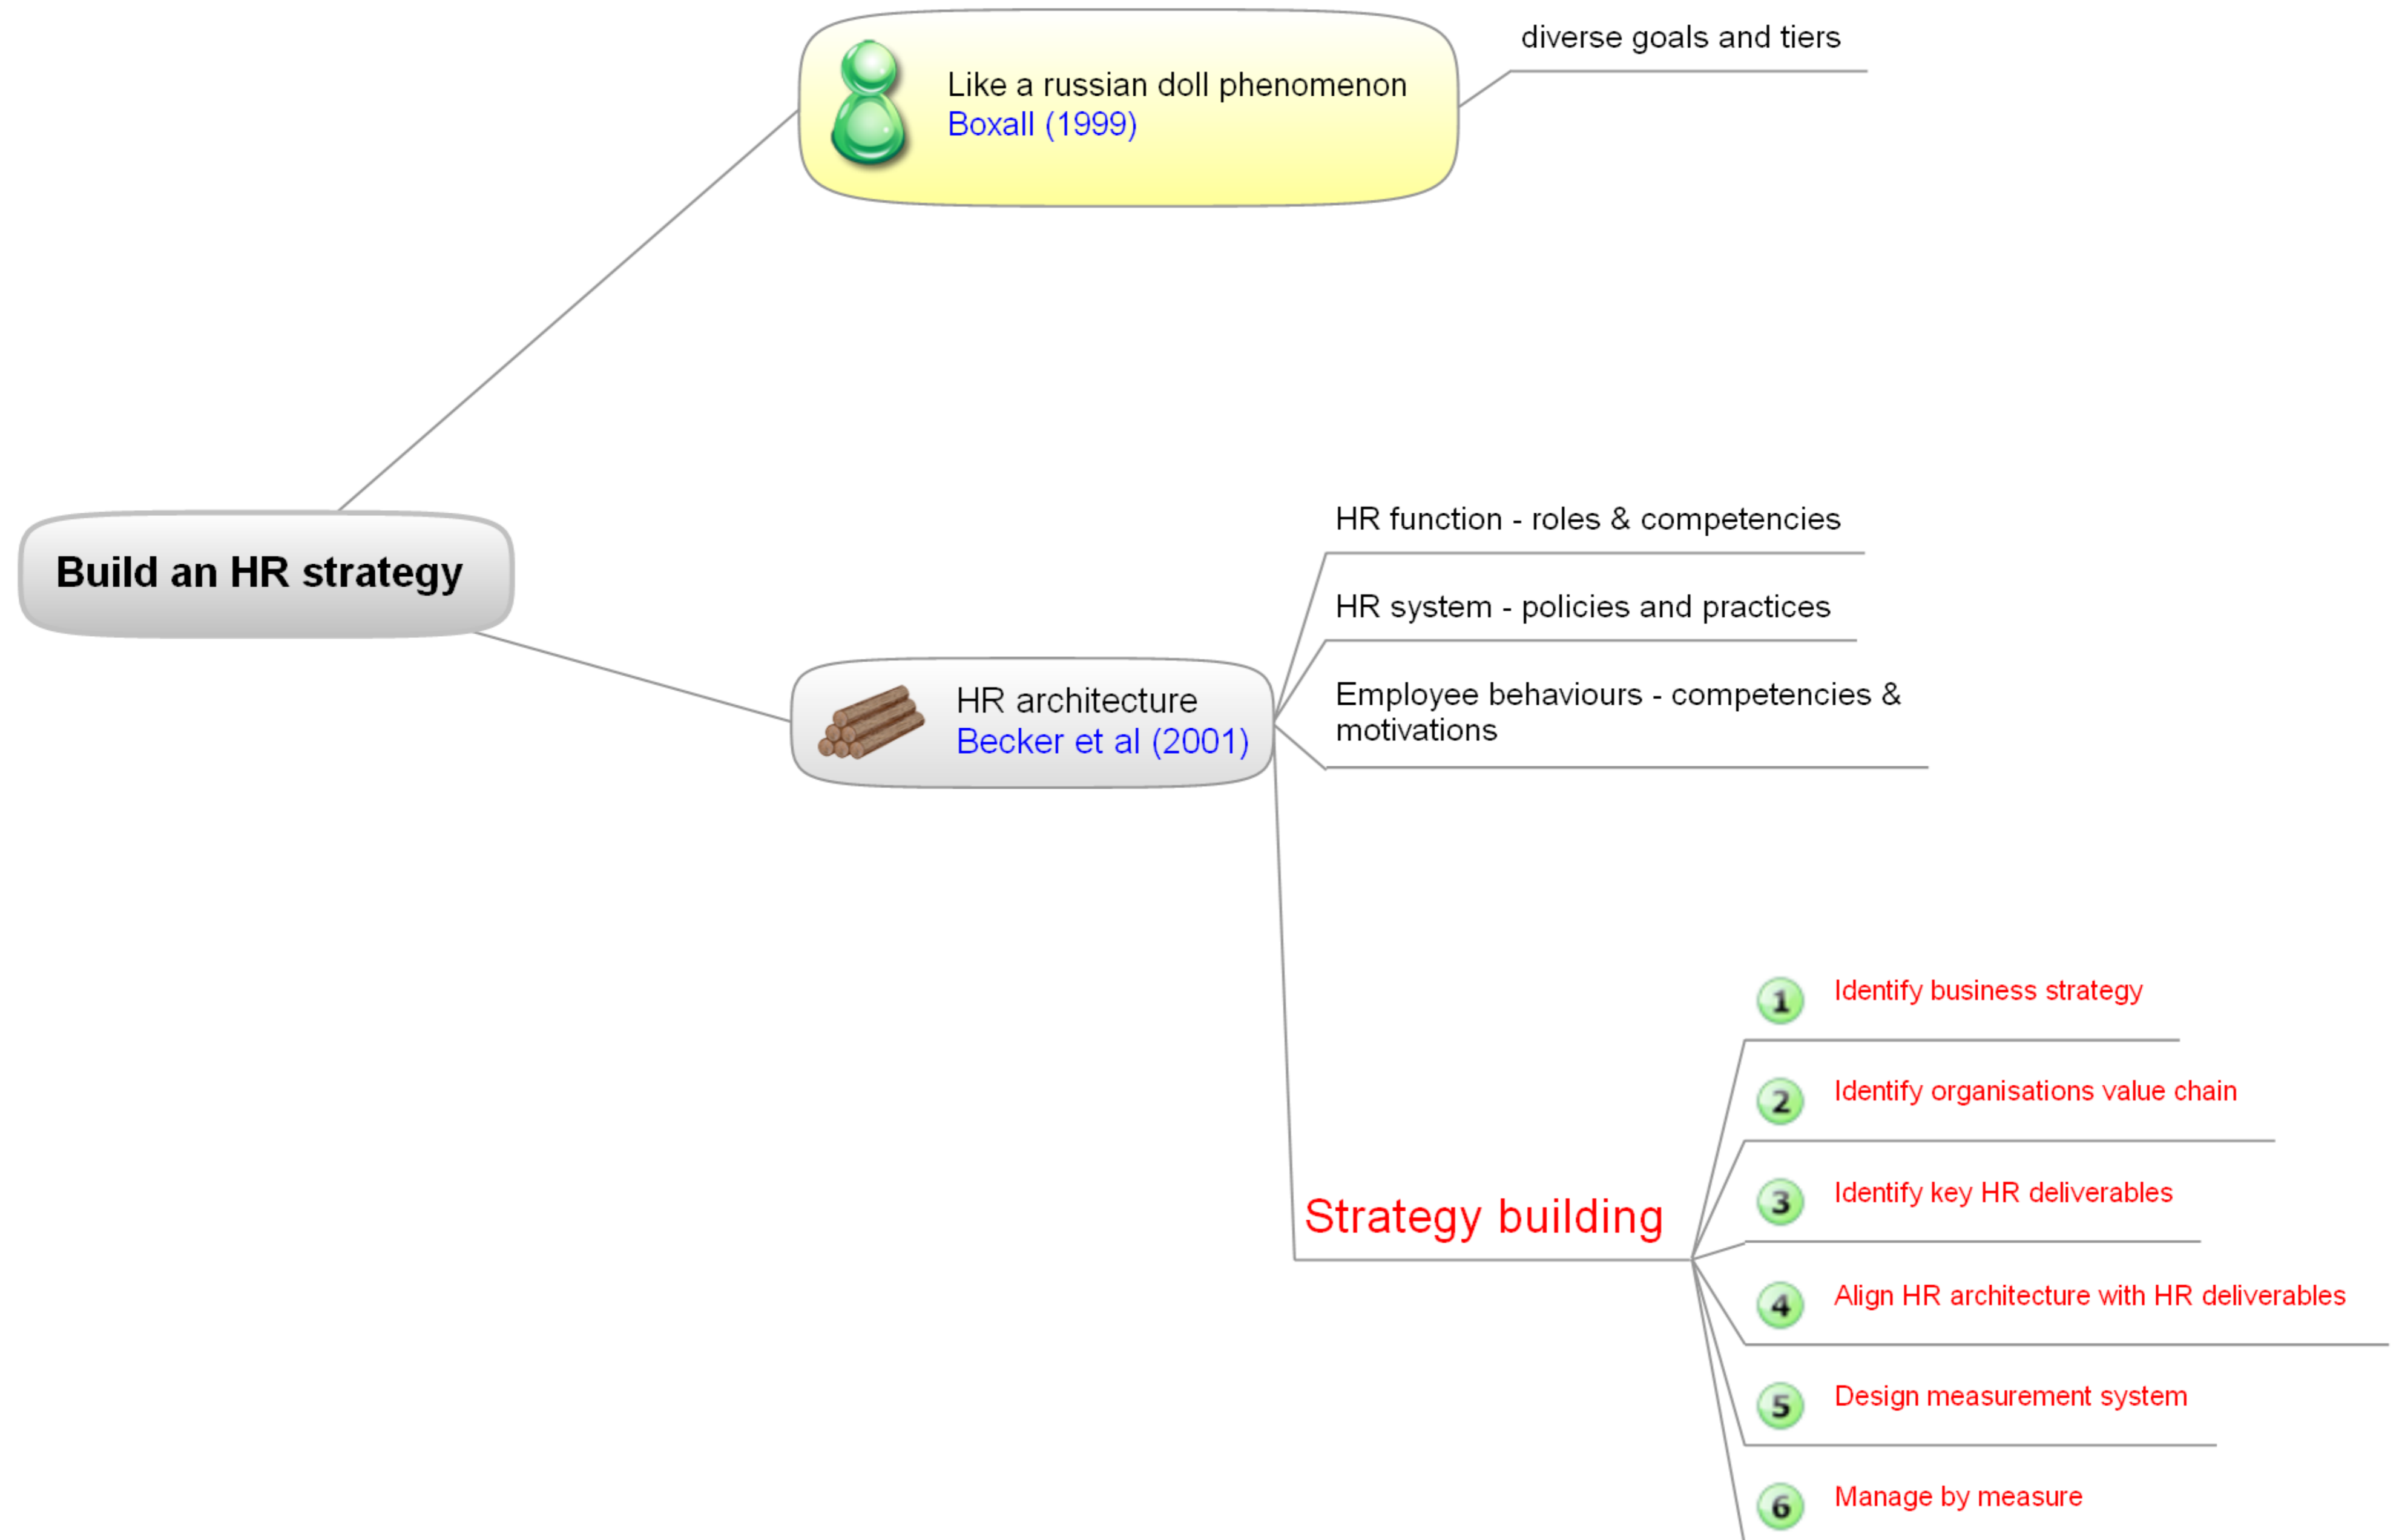 diverse goals and tiers
Like a russian doll phenomenon
Boxall (1999)
Build an HR strategy
HR function - roles & competencies
HR system - policies and practices
Employee behaviours - competencies &
motivations
HR architecture
Becker et al (2001)
Strategy building
1 Identify business strategy
2 Identify organisations value chain
3 Identify key HR deliverables
4 Align HR architecture with HR deliverables
5 Design measurement system
6 Manage by measure